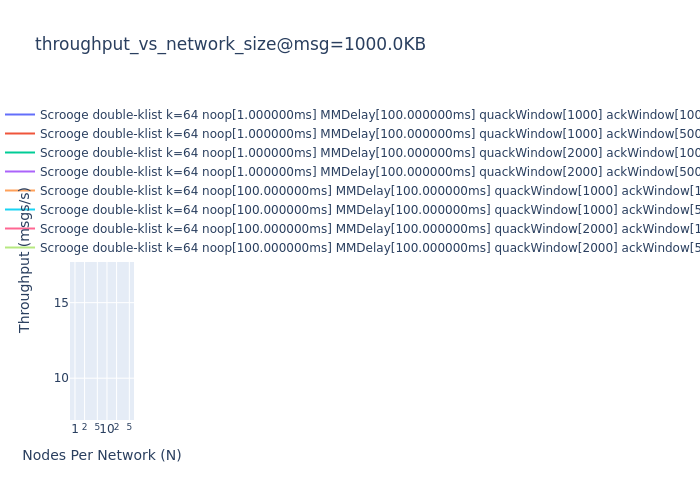 throughput_vs_network_size@msg=1000.0KB
Scrooge double-klist k=64 noop[1.000000ms] MMDelay[100.000000ms] quackWindow[1000] ackWindow[100
Scrooge double-klist k=64 noop[1.000000ms] MMDelay[100.000000ms] quackWindow[1000] ackWindow[500
Scrooge double-klist k=64 noop[1.000000ms] MMDelay[100.000000ms] quackWindow[2000] ackWindow[100
Scrooge double-klist k=64 noop[1.000000ms] MMDelay[100.000000ms] quackWindow[2000] ackWindow[500
Scrooge double-klist k=64 noop[100.000000ms] MMDelay[100.000000ms] quackWindow[1000] ackWindow[1
Scrooge double-klist k=64 noop[100.000000ms] MMDelay[100.000000ms] quackWindow[1000] ackWindow[5
Scrooge double-klist k=64 noop[100.000000ms] MMDelay[100.000000ms] quackWindow[2000] ackWindow[1
Scrooge double-klist k=64 noop[100.000000ms] MMDelay[100.000000ms] quackWindow[2000] ackWindow[5
Throughput (msgs/s)
15
10
1 2 5 10 2 5
Nodes Per Network (N)